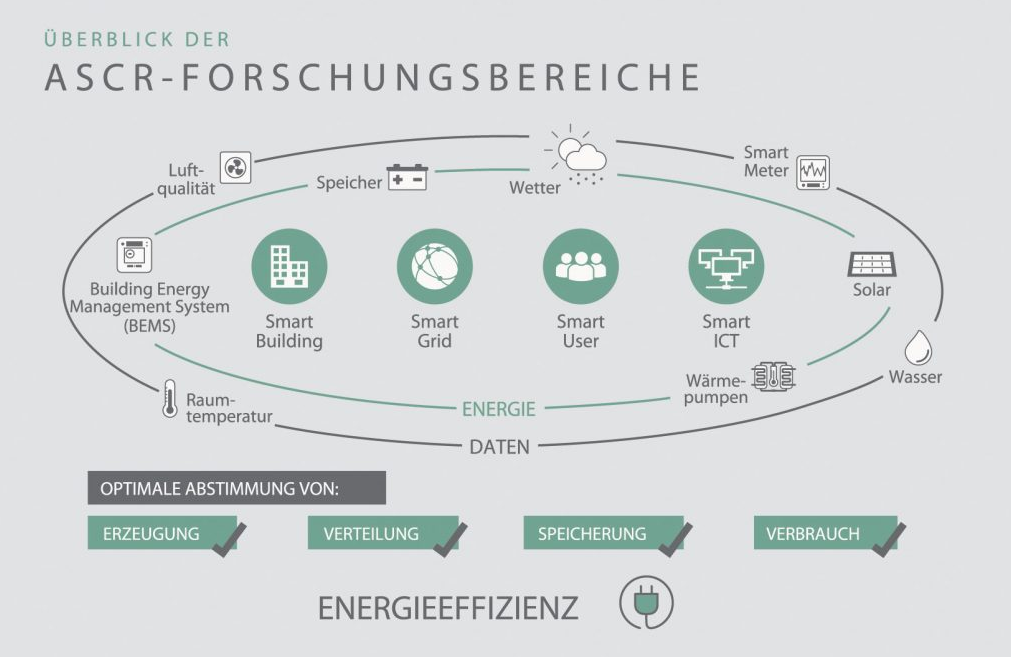 ÜBERBLICK DER
ASCR-FORSCHUNGSBEREICHE
Luft-
qualität
Speicher
Wetter
Smart
Meter
Building Energy
Management System
(BEMS)
Smart
Building
Smart
Grid
Smart
User
Smart
ICT
Solar
Wasser
Wärme-
pumpen
Raum-
temperatur
ENERGIE
DATEN
OPTIMALE ABSTIMMUNG VON:
ERZEUGUNG
VERTEILUNG
SPEICHERUNG
VERBRAUCH
ENERGIEEFFIZIENZ